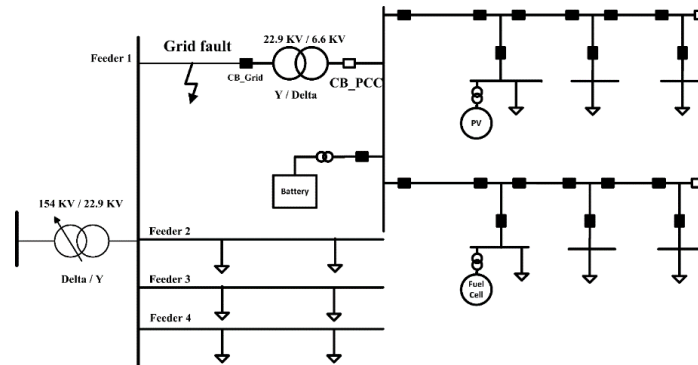 Feeder 1
Grid fault
22.9 KV / 6.6 KV
CB_Grid
CB_PCC
Y / Delta
PV
Battery
154 KV / 22.9 KV
Delta / Y
Feeder 2
Feeder 3
Feeder 4
Fuel
Cell